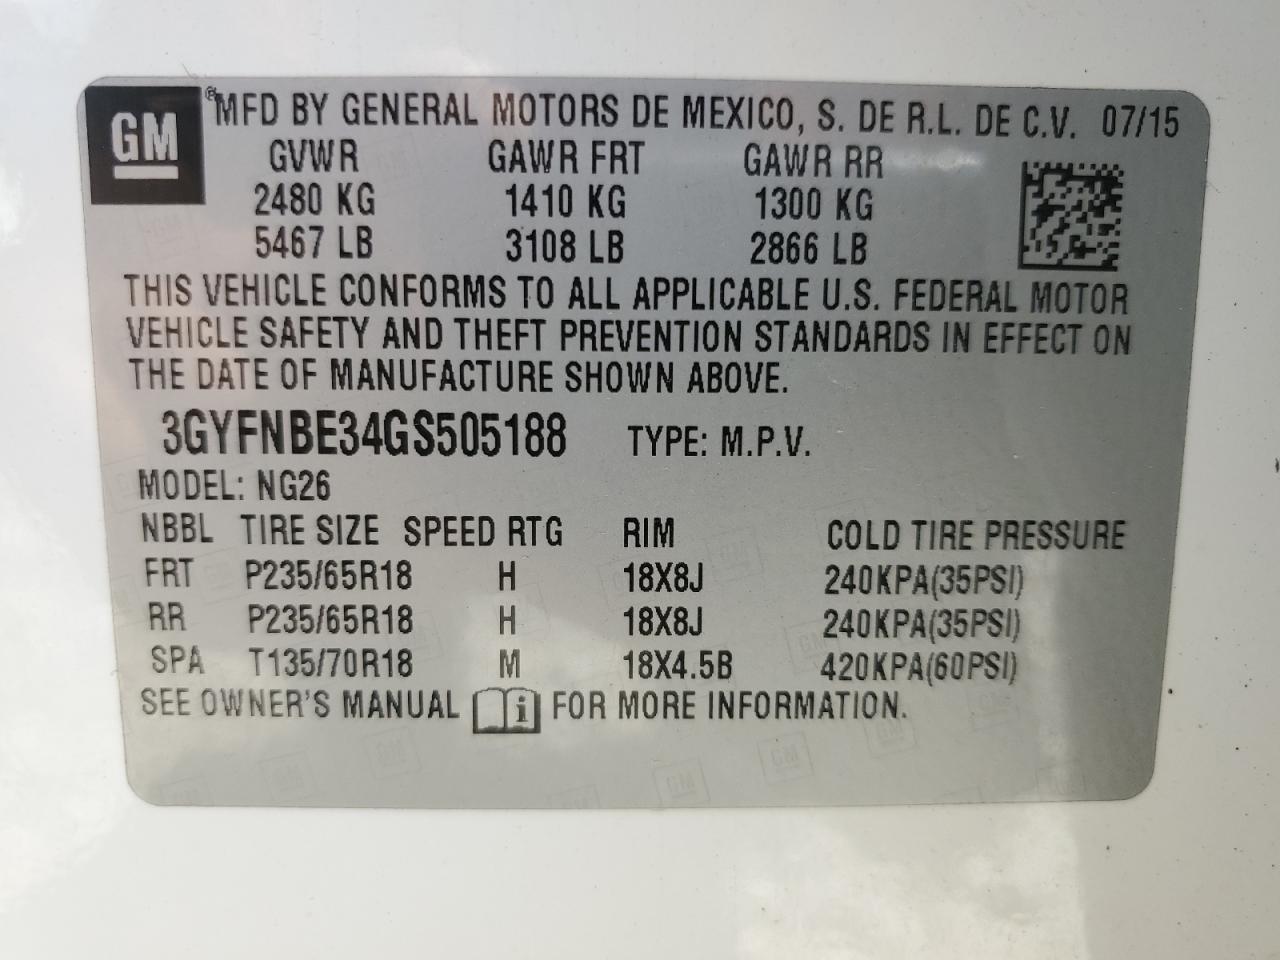 GM ® MFD BY GENERAL MOTORS DE MEXICO, S. DE R.L. DE C.V. 07/15
GVWR GAWR FRT GAWR RR
2480 KG 1410 KG 1300 KG
5467 LB 3108 LB 2866 LB
THIS VEHICLE CONFORMS TO ALL APPLICABLE U.S. FEDERAL MOTOR
VEHICLE SAFETY AND THEFT PREVENTION STANDARDS IN EFFECT ON
THE DATE OF MANUFACTURE SHOWN ABOVE.
3GYFNBE34GS505188 TYPE: M.P.V.
MODEL: NG26
NBBL TIRE SIZE SPEED RTG RIM COLD TIRE PRESSURE
FRT P235/65R18 H 18X8J 240KPA(35PSI)
RR P235/65R18 H 18X8J 240KPA(35PSI)
SPA T135/70R18 M 18X4.5B 420KPA(60PSI)
SEE OWNER'S MANUAL i FOR MORE INFORMATION.